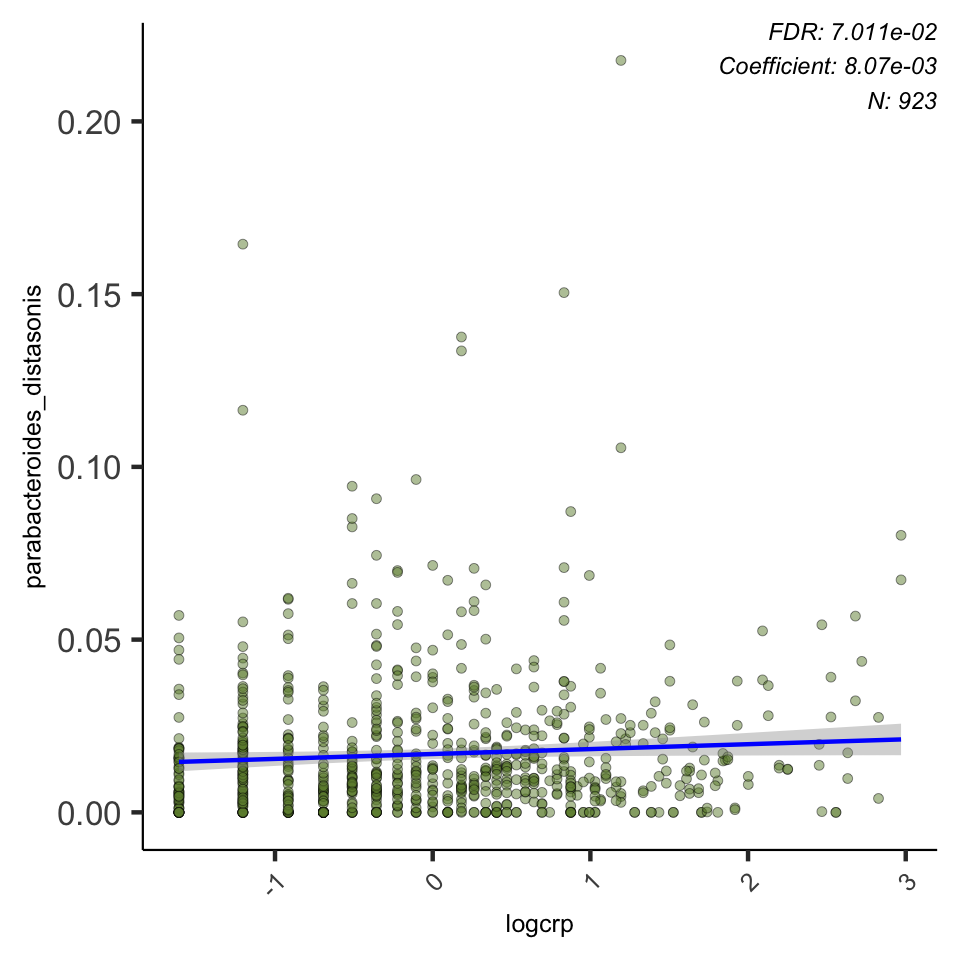 FDR: 7.011e-02
Coefficient: 8.07e-03
N: 923
0.20
0.15
0.10
0.05
0.00
parabacteroides_distasonis
-1
0
1
2
3
logcrp